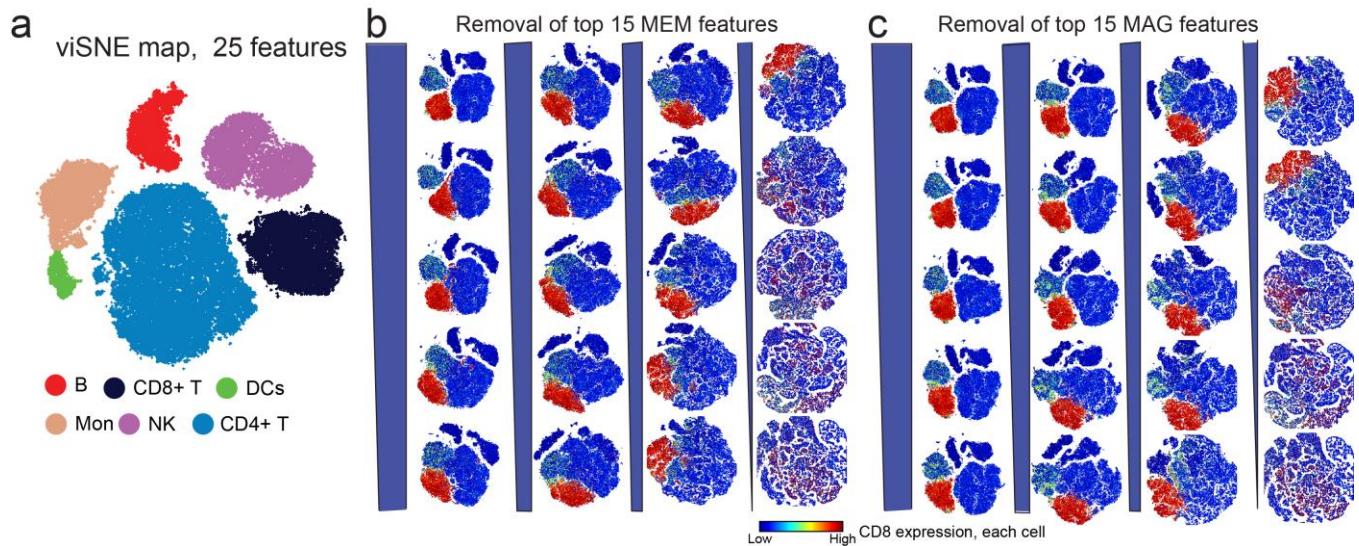 a
viSNE map, 25 features
B
CD8+ T
DCs
Mon
NK
CD4+ T
b
Removal of top 15 MEM features
c
Removal of top 15 MAG features
Low
High
CD8 expression, each cell